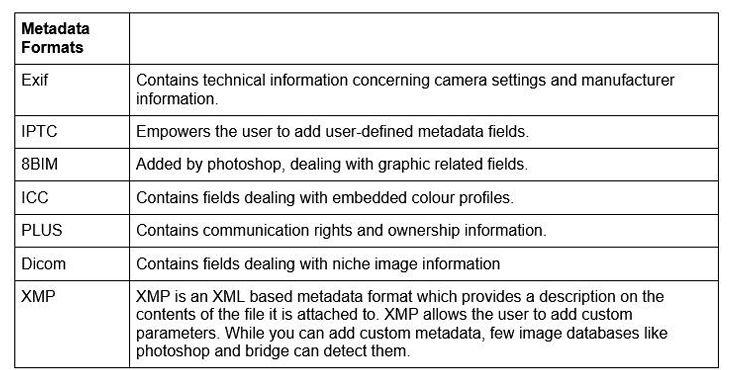 Metadata
Formats
Exif
Contains technical information concerning camera settings and manufacturer
information.
IPTC
Empowers the user to add user-defined metadata fields.
8BIM
Added by photoshop, dealing with graphic related fields.
ICC
Contains fields dealing with embedded colour profiles.
PLUS
Contains communication rights and ownership information.
Dicom
Contains fields dealing with niche image information
XMP
XMP is an XML based metadata format which provides a description on the
contents of the file it is attached to. XMP allows the user to add custom
parameters. While you can add custom metadata, few image databases like
photoshop and bridge can detect them.